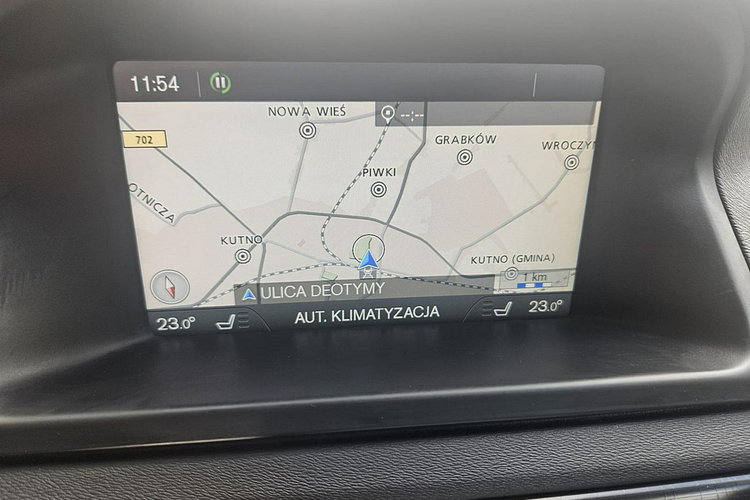 11:54
--:--
NOWA WIEŚ
702
GRABKÓW
WROCZY
PIWKI
OTNICZA
KUTNO
KUTNO (GMINA)
1 km
ULICA DEOTYMY
23.0°
AUT. KLIMATYZACJA
23.0°